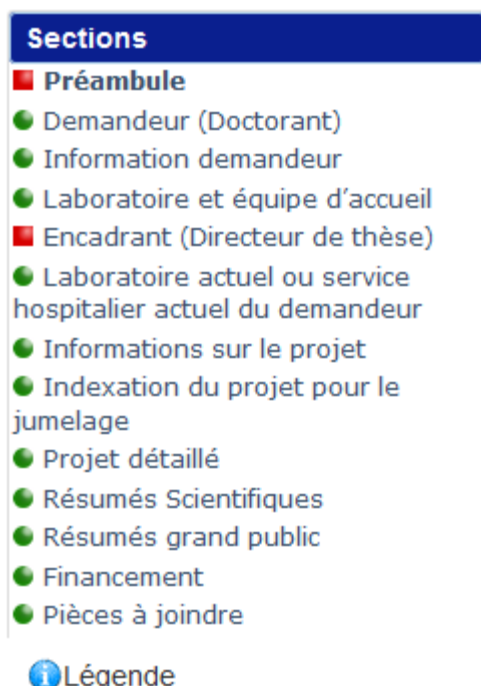 Sections
Préambule
Demandeur (Doctorant)
Information demandeur
Laboratoire et équipe d’accueil
Encadrant (Directeur de thèse)
Laboratoire actuel ou service
hospitalier actuel du demandeur
Informations sur le projet
Indexation du projet pour le
jumelage
Projet détaillé
Résumés Scientifiques
Résumés grand public
Financement
Pièces à joindre
Légende